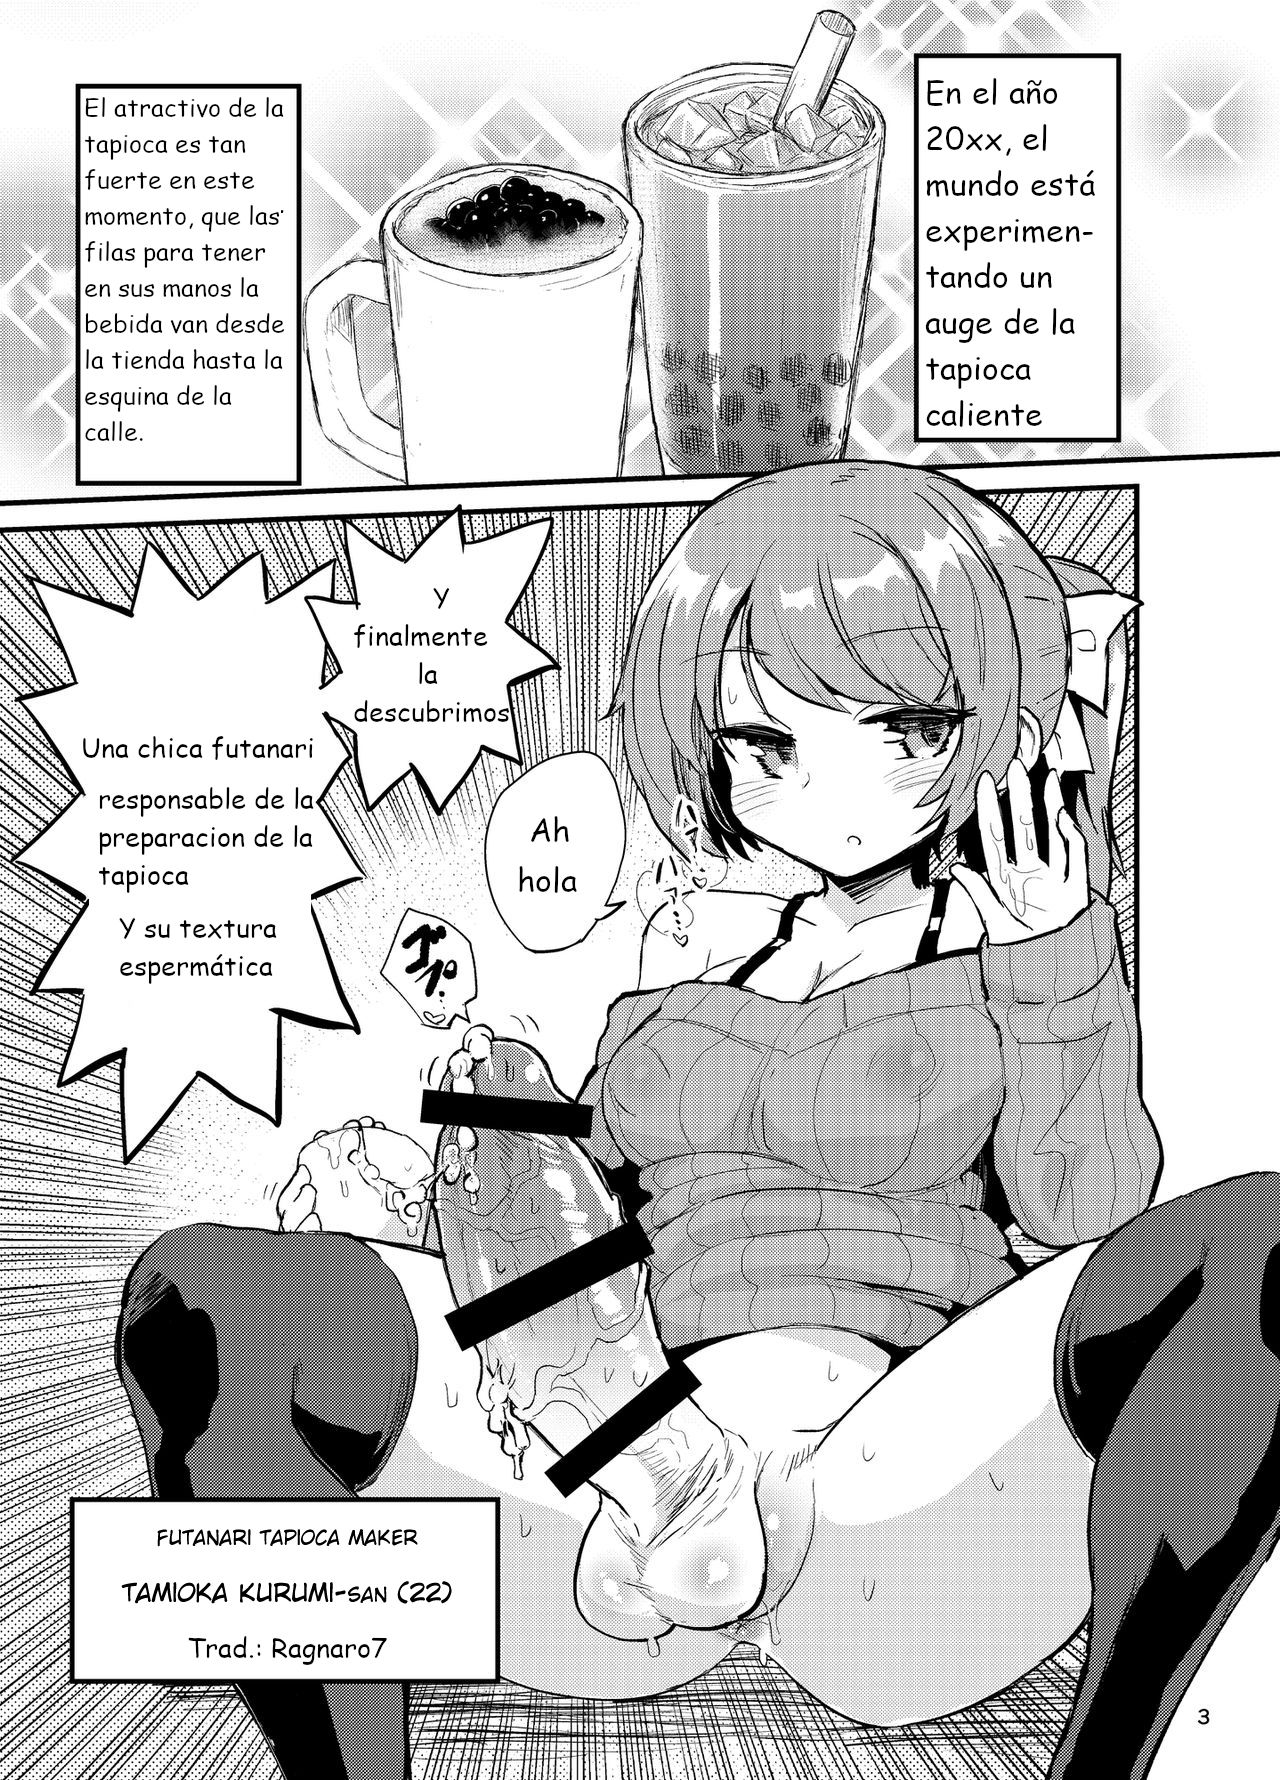 En el año
20xx, el
mundo está
experimen-
tando un
auge de la
tapioca
caliente
El atractivo de la
tapioca es tan
fuerte en este
momento, que las
filas para tener
en sus manos la
bebida van desde
la tienda hasta la
esquina de la
calle.
Y
finalmente
la
descubrimos
Una chica futanari
responsable de la
preparacion de la
tapioca
Y su textura
espermática
Ah
hola
FUTANARI TAPIOCA MAKER
TAMIOKA KURUMI-SAN (22)
Trad.: Ragnaro7
3